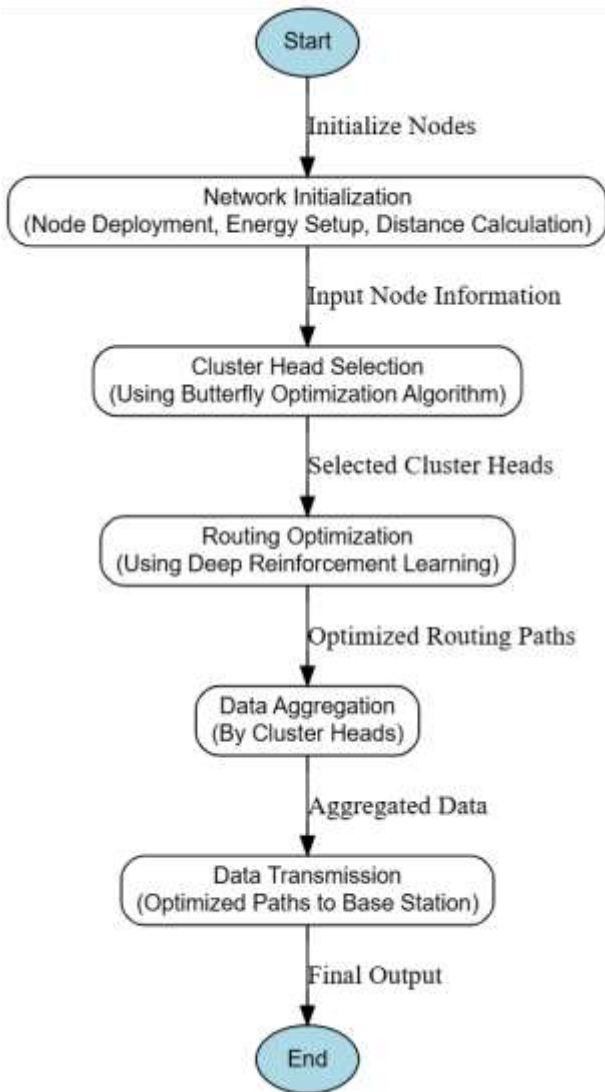 Start
Initialize Nodes
Network Initialization
(Node Deployment, Energy Setup, Distance Calculation)
Input Node Information
Cluster Head Selection
(Using Butterfly Optimization Algorithm)
Selected Cluster Heads
Routing Optimization
(Using Deep Reinforcement Learning)
Optimized Routing Paths
Data Aggregation
(By Cluster Heads)
Aggregated Data
Data Transmission
(Optimized Paths to Base Station)
Final Output
End